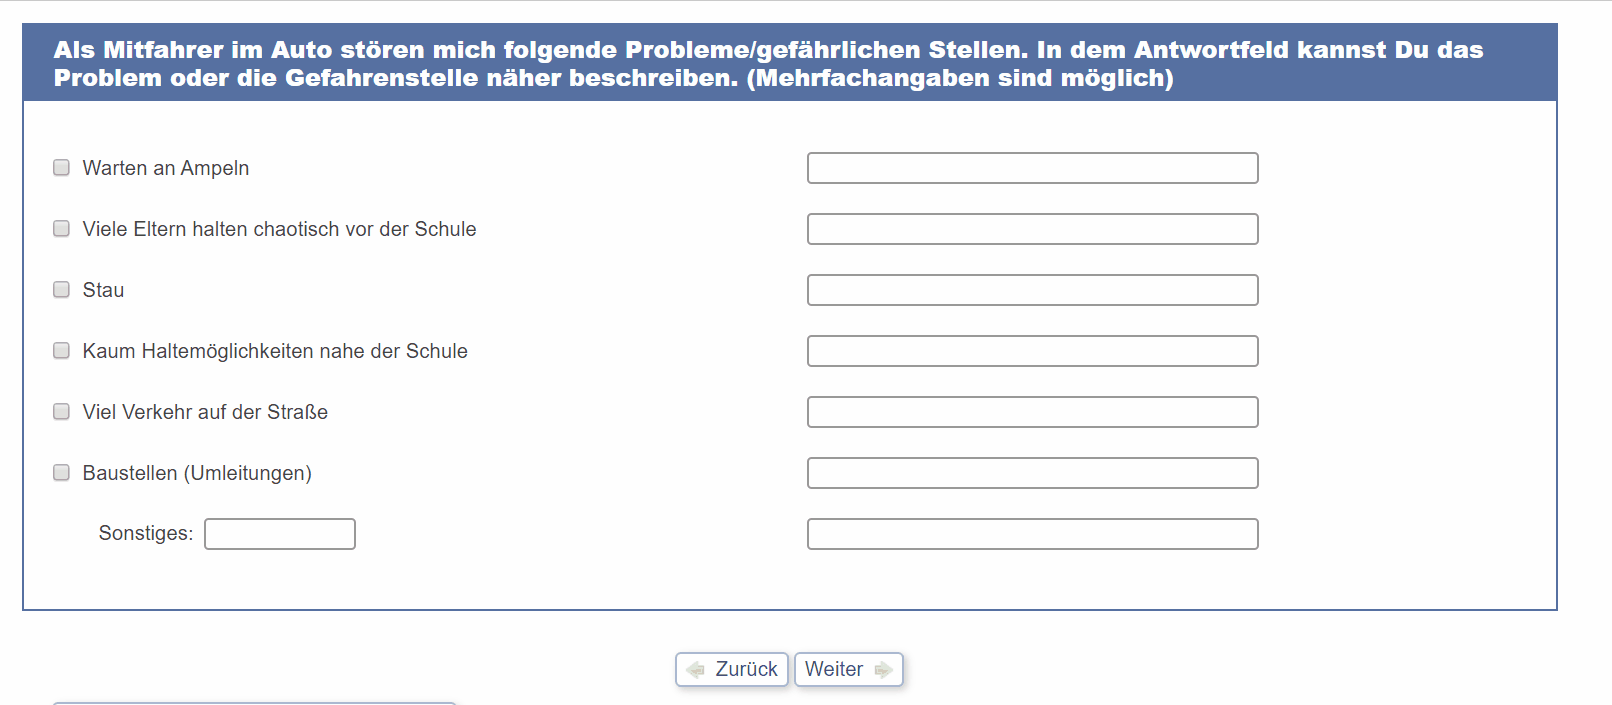 Als Mitfahrer im Auto stören mich folgende Probleme/gefährlichen Stellen. In dem Antwortfeld kannst Du das
Problem oder die Gefahrenstelle näher beschreiben. (Mehrfachangaben sind möglich)
Warten an Ampeln
Viele Eltern halten chaotisch vor der Schule
Stau
Kaum Haltemöglichkeiten nahe der Schule
Viel Verkehr auf der Straße
Baustellen (Umleitungen)
Sonstiges:
Zurück Weiter